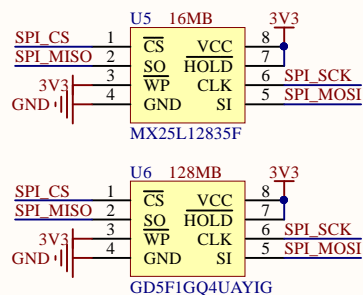 U5 16MB 3V3
SPI_CS 1 CS VCC 8
SPI_MISO 2 SO HOLD 7
3V3 3 WP CLK 6 SPI_SCK
GND 4 GND SI 5 SPI_MOSI
MX25L12835F
U6 128MB 3V3
SPI_CS 1 CS VCC 8
SPI_MISO 2 SO HOLD 7
3V3 3 WP CLK 6 SPI_SCK
GND 4 GND SI 5 SPI_MOSI
GD5F1GQ4UAYIG